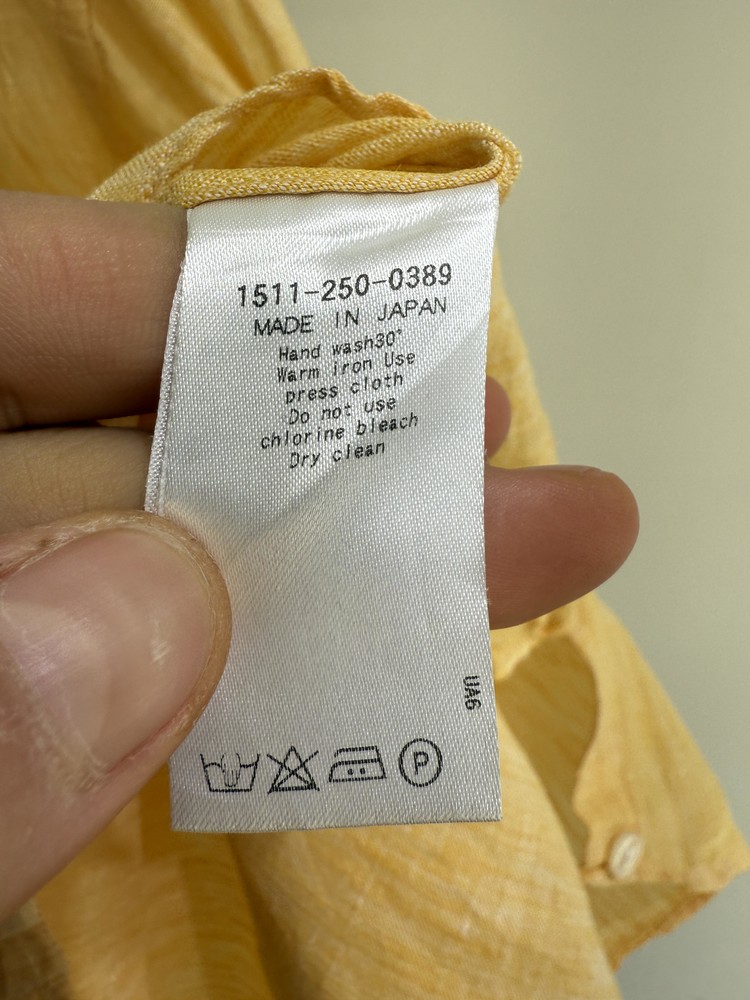 1511-250-0389
MADE IN JAPAN
Hand wash30°
Warm iron Use
press cloth
Do not use
chlorine bleach
Dry clean
UA6
P